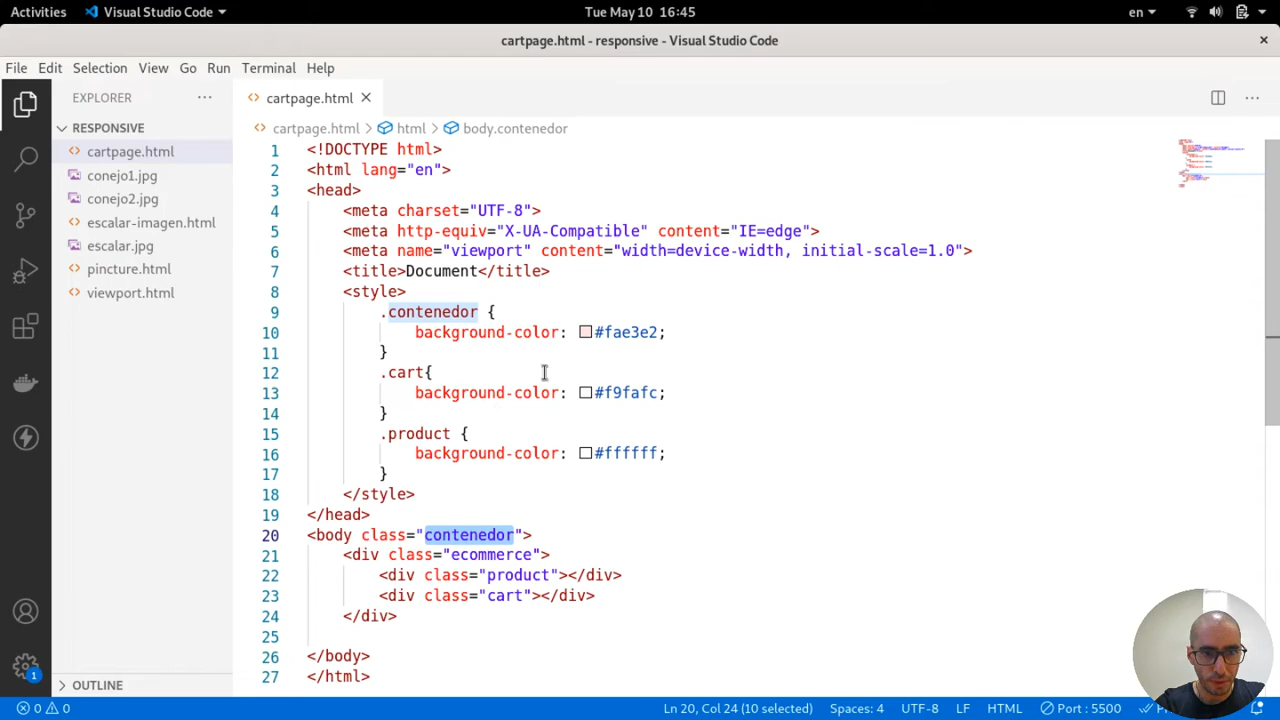 Activities Visual Studio Code Tue May 10 16:45 en
cartpage.html - responsive - Visual Studio Code
File Edit Selection View Go Run Terminal Help
EXPLORER
RESPONSIVE
cartpage.html
conejo1.jpg
conejo2.jpg
escalar-imagen.html
escalar.jpg
pincture.html
viewport.html
OUTLINE
cartpage.html
cartpage.html > html > body.contenedor
1 <!DOCTYPE html>
2 <html lang="en">
3 <head>
4 <meta charset="UTF-8">
5 <meta http-equiv="X-UA-Compatible" content="IE=edge">
6 <meta name="viewport" content="width=device-width, initial-scale=1.0">
7 <title>Document</title>
8 <style>
9 .contenedor {
10 background-color: #fae3e2;
11 }
12 .cart{
13 background-color: #f9fafc;
14 }
15 .product {
16 background-color: #ffffff;
17 }
18 </style>
19 </head>
20 <body class="contenedor">
21 <div class="ecommerce">
22 <div class="product"></div>
23 <div class="cart"></div>
24 </div>
25
26 </body>
27 </html>
1
0 0 Ln 20, Col 24 (10 selected) Spaces: 4 UTF-8 LF HTML Port : 5500